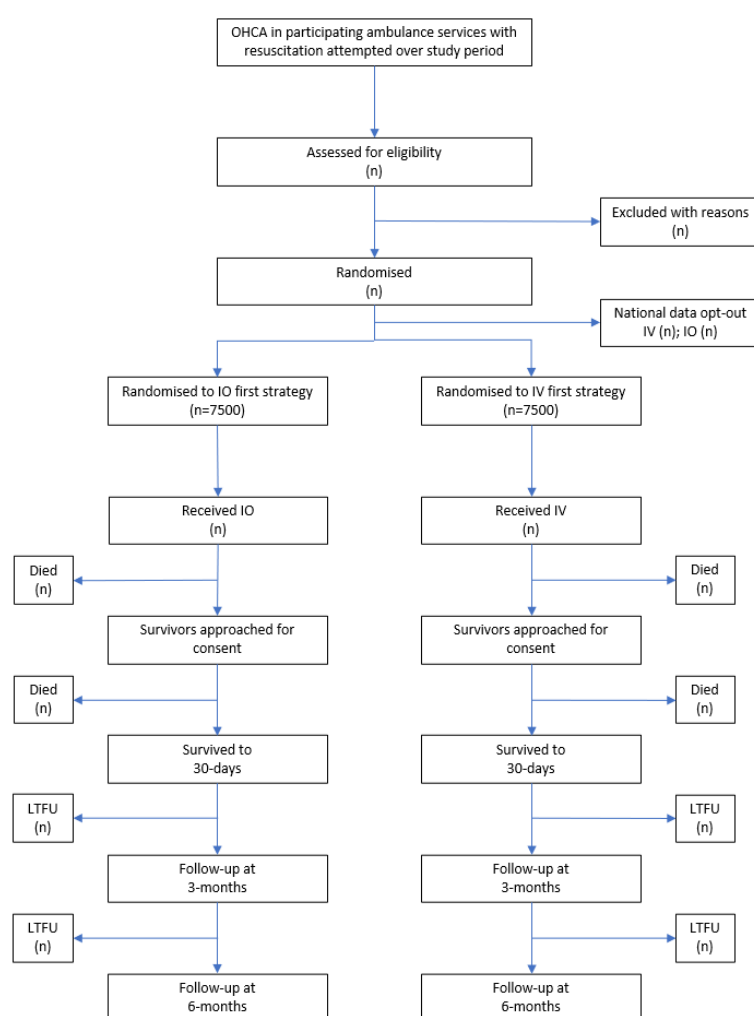 OHCA in participating ambulance services with
resuscitation attempted over study period
Assessed for eligibility
(n)
Excluded with reasons
(n)
Randomised
(n)
National data opt-out
IV (n); IO (n)
Randomised to IO first strategy
(n=7500)
Randomised to IV first strategy
(n=7500)
Received IO
(n)
Received IV
(n)
Died
(n)
Died
(n)
Survivors approached for
consent
Survivors approached for
consent
Died
(n)
Died
(n)
Survived to
30-days
Survived to
30-days
LTFU
(n)
LTFU
(n)
Follow-up at
3-months
Follow-up at
3-months
LTFU
(n)
LTFU
(n)
Follow-up at
6-months
Follow-up at
6-months